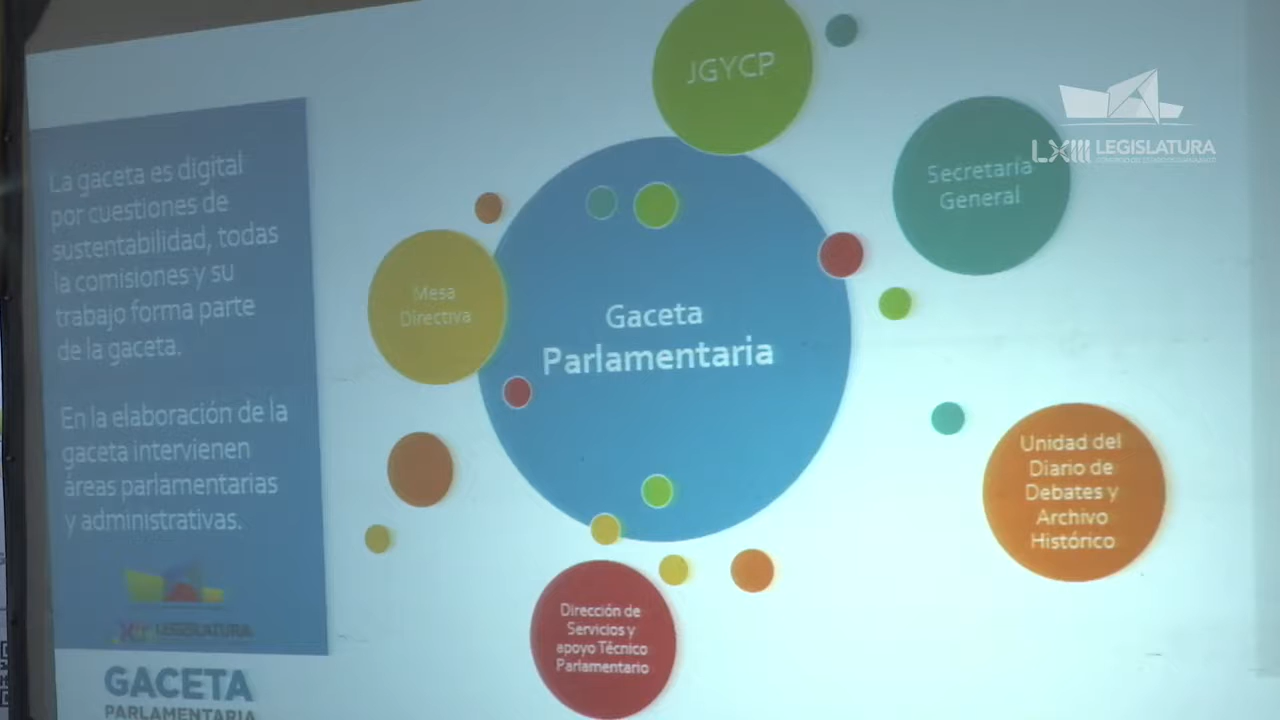 La gaceta es digital
por cuestiones de
sustentabilidad, todas
la comisiones y su
trabajo forma parte
de la gaceta.
En la elaboración de la
gaceta intervienen
áreas parlamentarias
y administrativas.
LEGISLATURA
GACETA
PARLAMENTARIA
JGYCP
Secretaría
General
Mesa
Directiva
Gaceta
Parlamentaria
Unidad del
Diario de
Debates y
Archivo
Histórico
Dirección de
Servicios y
apoyo Técnico
Parlamentario
LXIII LEGISLATURA